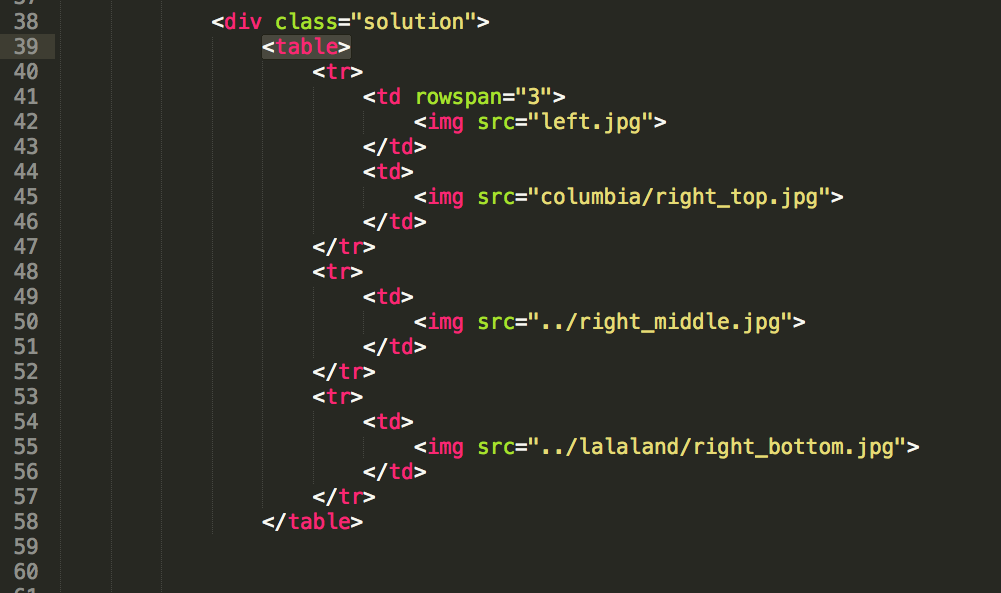 38 <div class="solution">
39 <table>
40 <tr>
41 <td rowspan="3">
42 <img src="left.jpg">
43 </td>
44 <td>
45 <img src="columbia/right_top.jpg">
46 </td>
47 </tr>
48 <tr>
49 <td>
50 <img src="../right_middle.jpg">
51 </td>
52 </tr>
53 <tr>
54 <td>
55 <img src="../lalaland/right_bottom.jpg">
56 </td>
57 </tr>
58 </table>
59
60